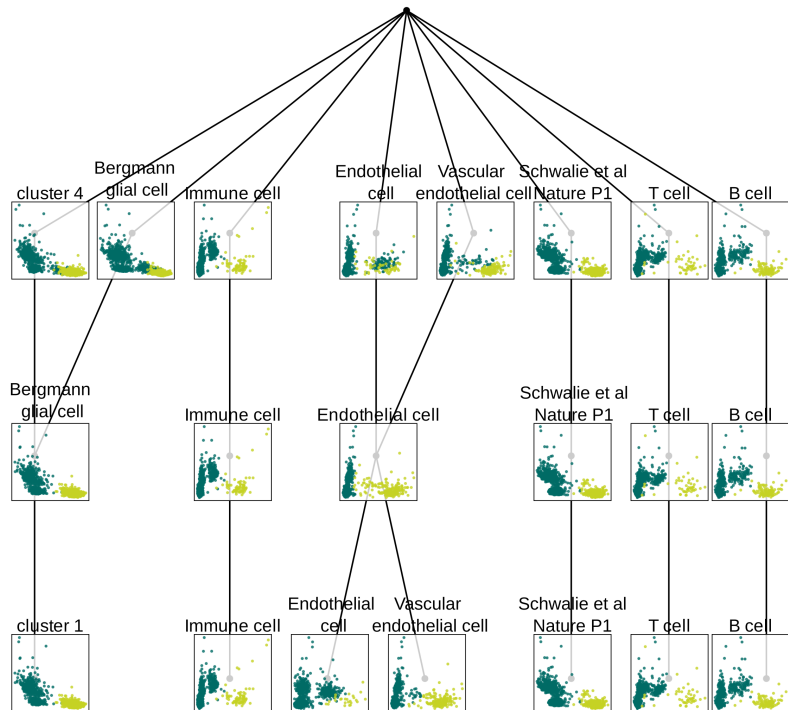 cluster 4
Bergmann
glial cell
Immune cell
Endothelial
cell
Vascular
endothelial cell
Schwalie et al
Nature P1
T cell
B cell
Bergmann
glial cell
Immune cell
Endothelial cell
Schwalie et al
Nature P1
T cell
B cell
cluster 1
Immune cell
Endothelial
cell
Vascular
endothelial cell
Schwalie et al
Nature P1
T cell
B cell